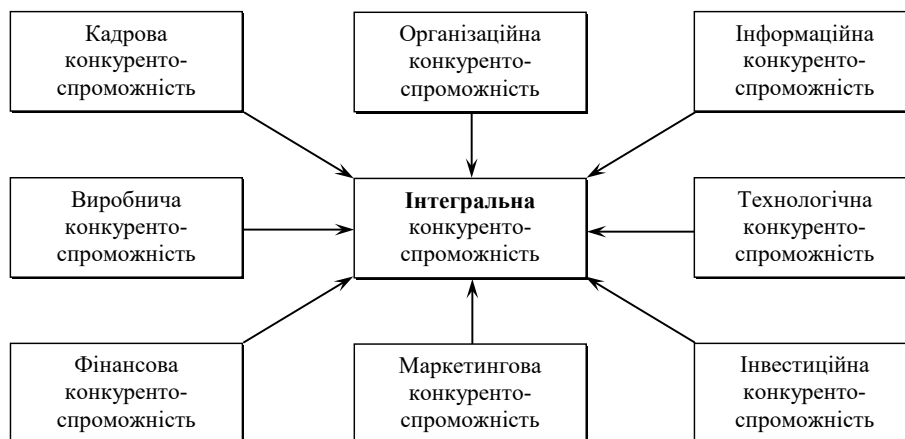 Кадрова
конкуренто-
спроможність
Організаційна
конкуренто-
спроможність
Інформаційна
конкуренто-
спроможність
Виробнича
конкуренто-
спроможність
Інтегральна
конкуренто-
спроможність
Технологічна
конкуренто-
спроможність
Фінансова
конкуренто-
спроможність
Маркетингова
конкуренто-
спроможність
Інвестиційна
конкуренто-
спроможність